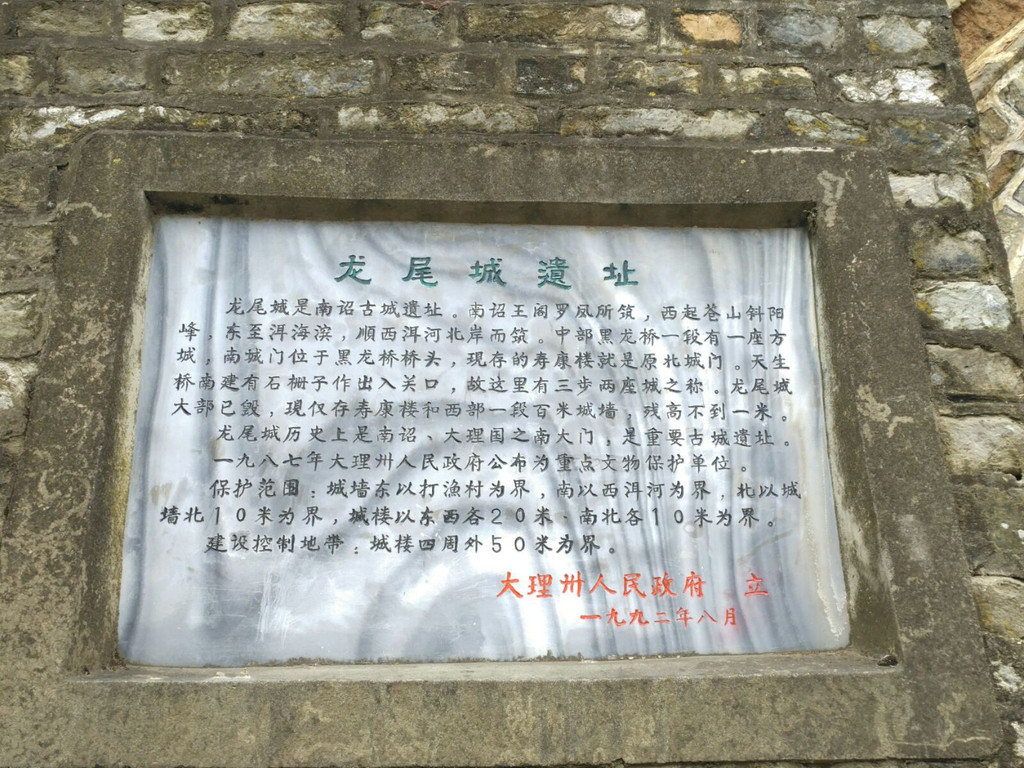 龙尾城遺址
龙尾城是南诏古城遺址。南诏王阁罗凤所筑，西起苍山斜阳
峰，东至洱海滨，順西洱河北岸而筑。中部黑龙桥一段有一座方
城，南城门位于黑龙桥桥头，现存的寿康楼就是原北城门。天生
桥南建有石栅子作出入关口，故这里有三步两座城之称。龙尾城
大部已毁，现仅存寿康楼和西部一段百米城墙，残高不到一米。
龙尾城历史上是南诏、大理国之南大门，是重要古城遺址。
一九八七年大理州人民政府公布为重点文物保护单位。
保护范围：城墙东以打漁村为界，南以西洱河为界，北以城
墙北10米为界，城楼以东西各20米·南北各10米为界。
建设控制地带：城楼四周外50米为界。
大理州人民政府 立
一九九二年八月